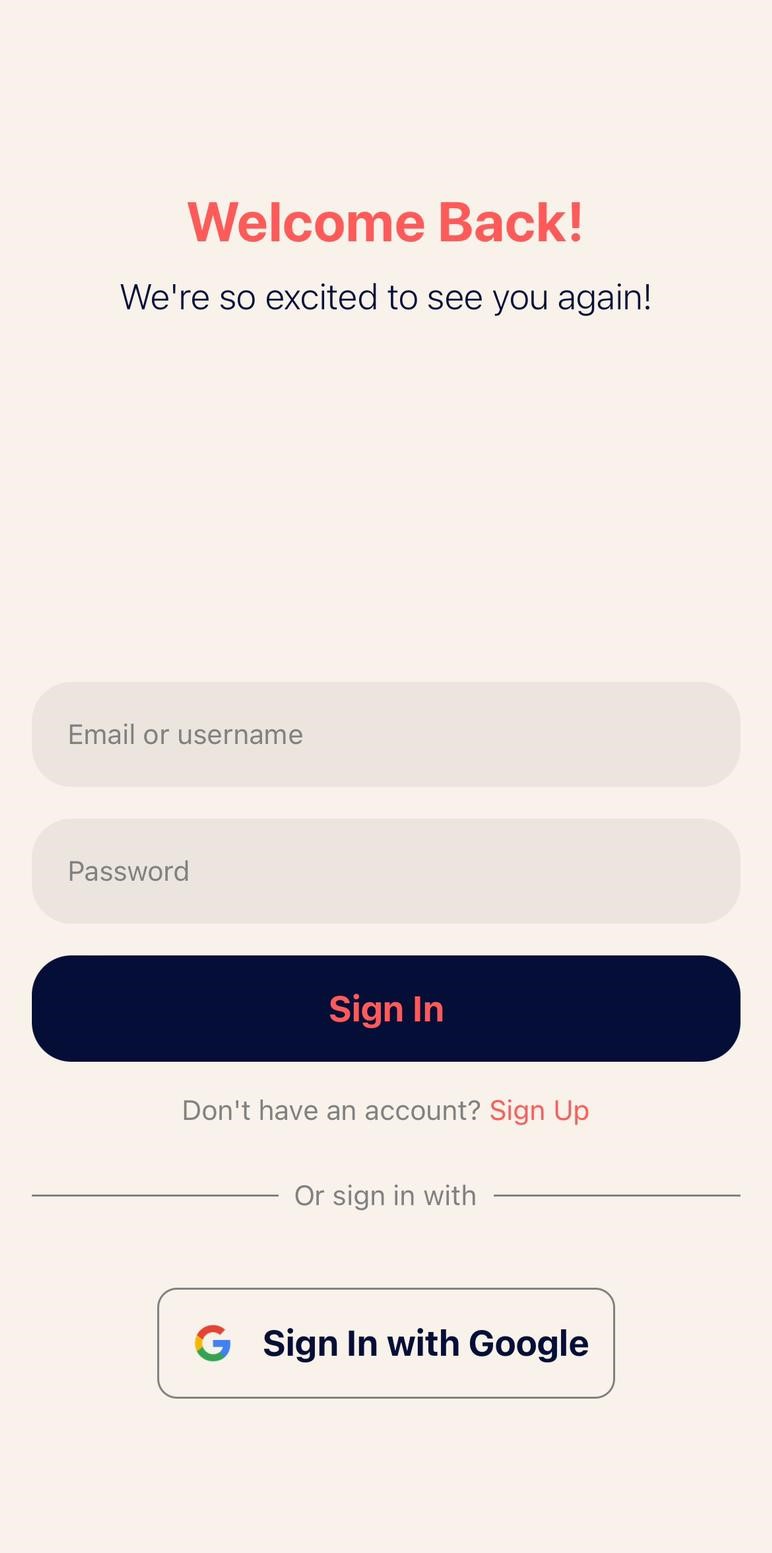 Welcome Back!
We're so excited to see you again!
Email or username
Password
Sign In
Don't have an account? Sign Up
Or sign in with
Sign In with Google